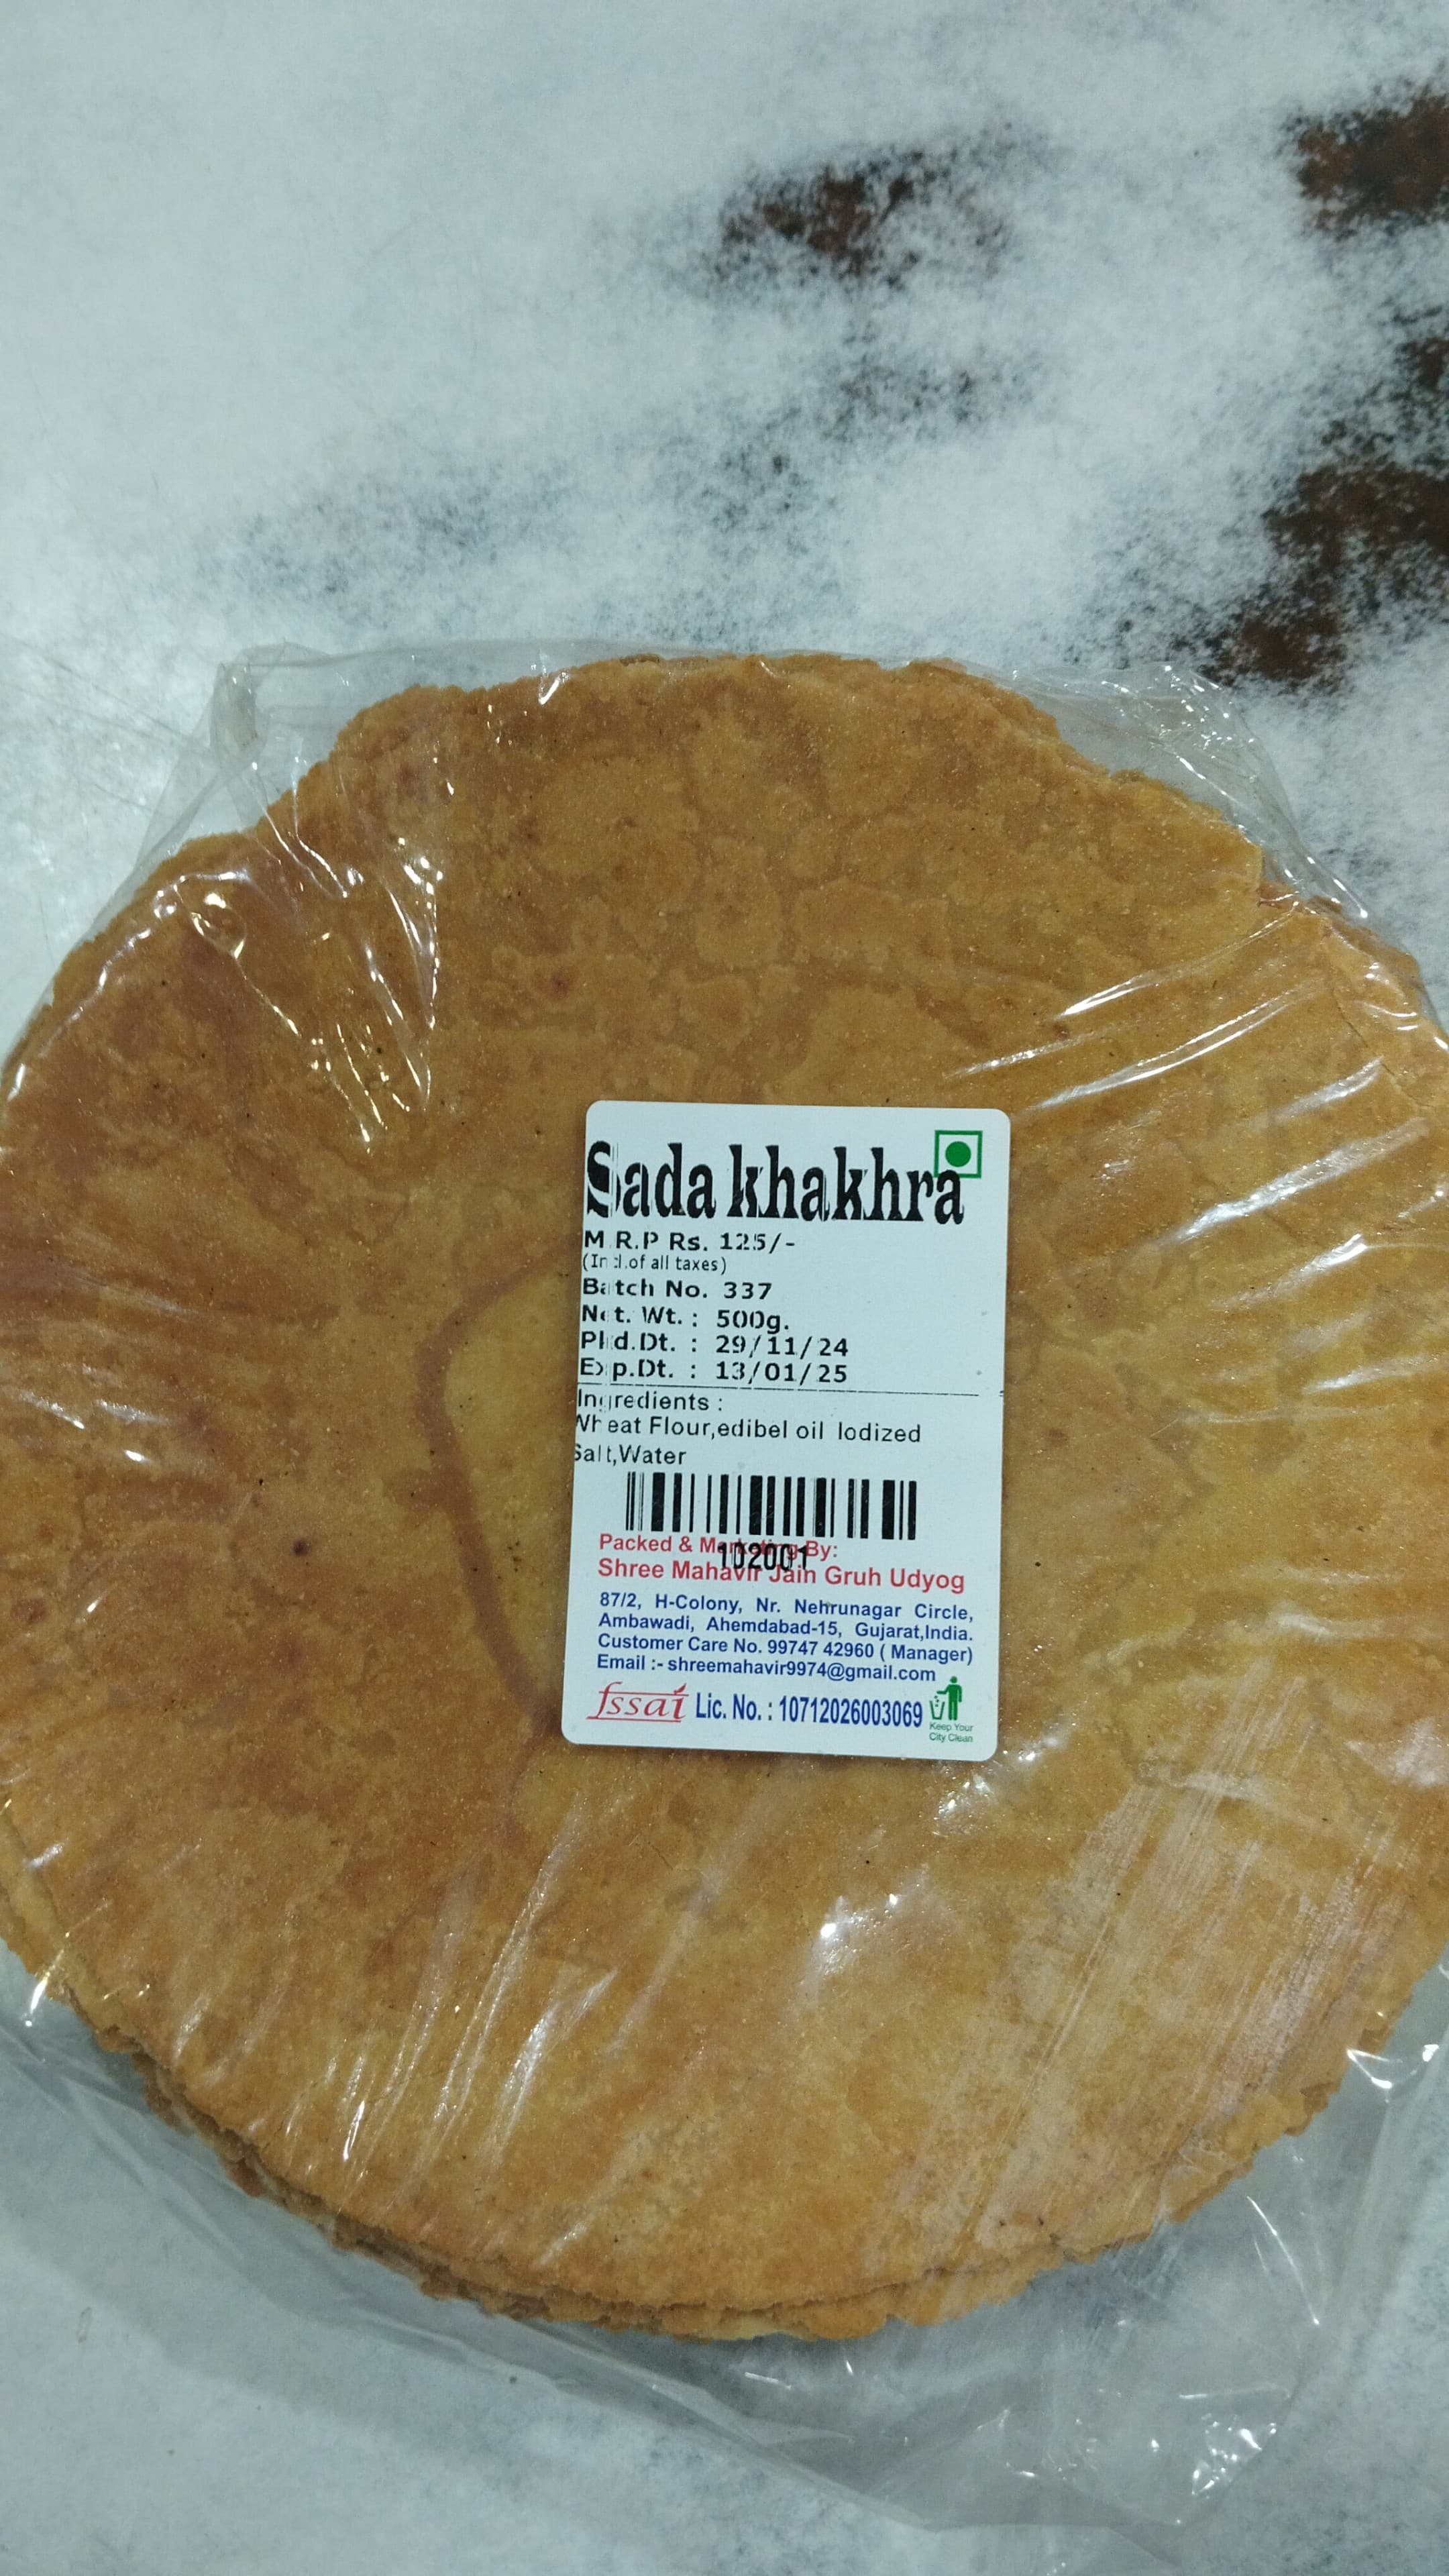 Sada khakhra
M.R.P Rs. 125/-
(Incl.of all taxes)
Batch No. 337
Net. Wt. : 500g.
Pkd.Dt. : 29/11/24
Exp.Dt. : 13/01/25
Ingredients :
Wheat Flour,edibel oil Iodized
Salt,Water
102001
Packed & Marketing By:
Shree Mahavir Jain Gruh Udyog
87/2, H-Colony, Nr. Nehrunagar Circle,
Ambawadi, Ahemdabad-15, Gujarat,India.
Customer Care No. 99747 42960 ( Manager)
Email :- shreemahavir9974@gmail.com
fssai Lic. No. : 10712026003069
Keep Your
City Clean